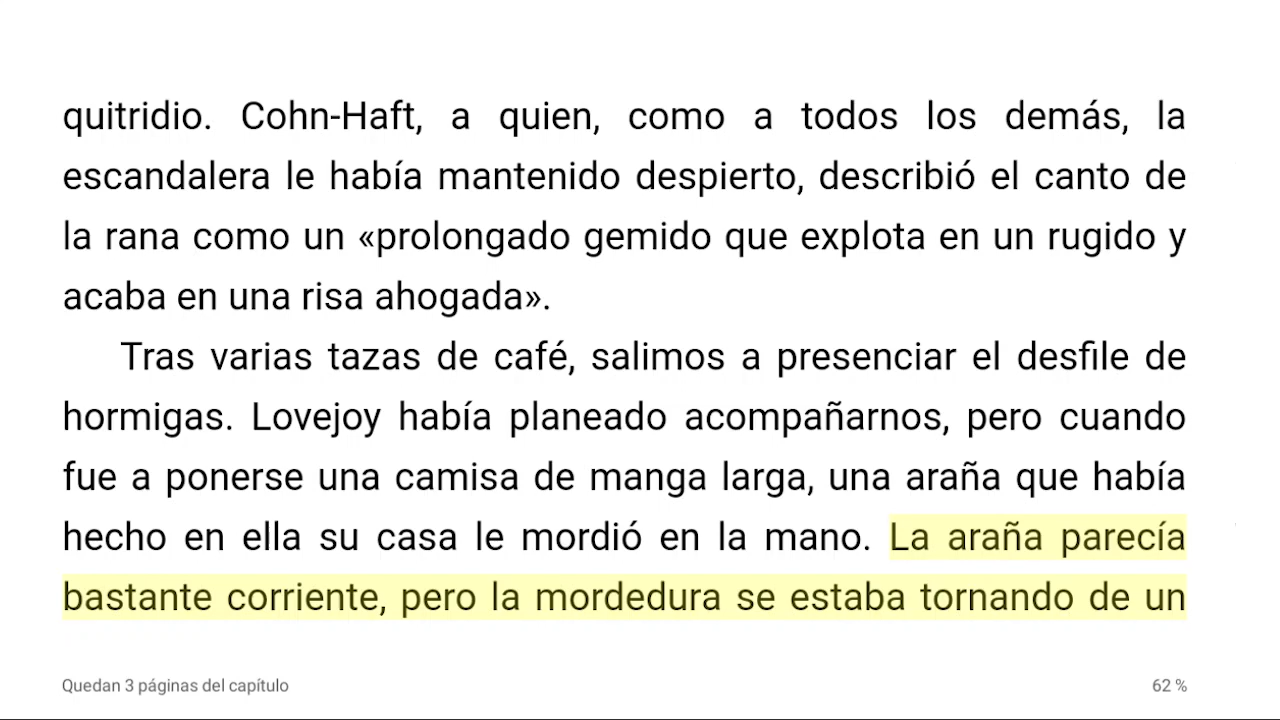 quitridio. Cohn-Haft, a quien, como a todos los demás, la
escandalera le había mantenido despierto, describió el canto de
la rana como un «prolongado gemido que explota en un rugido y
acaba en una risa ahogada».
Tras varias tazas de café, salimos a presenciar el desfile de
hormigas. Lovejoy había planeado acompañarnos, pero cuando
fue a ponerse una camisa de manga larga, una araña que había
hecho en ella su casa le mordió en la mano. La araña parecía
bastante corriente, pero la mordedura se estaba tornando de un
Quedan 3 páginas del capítulo
62 %